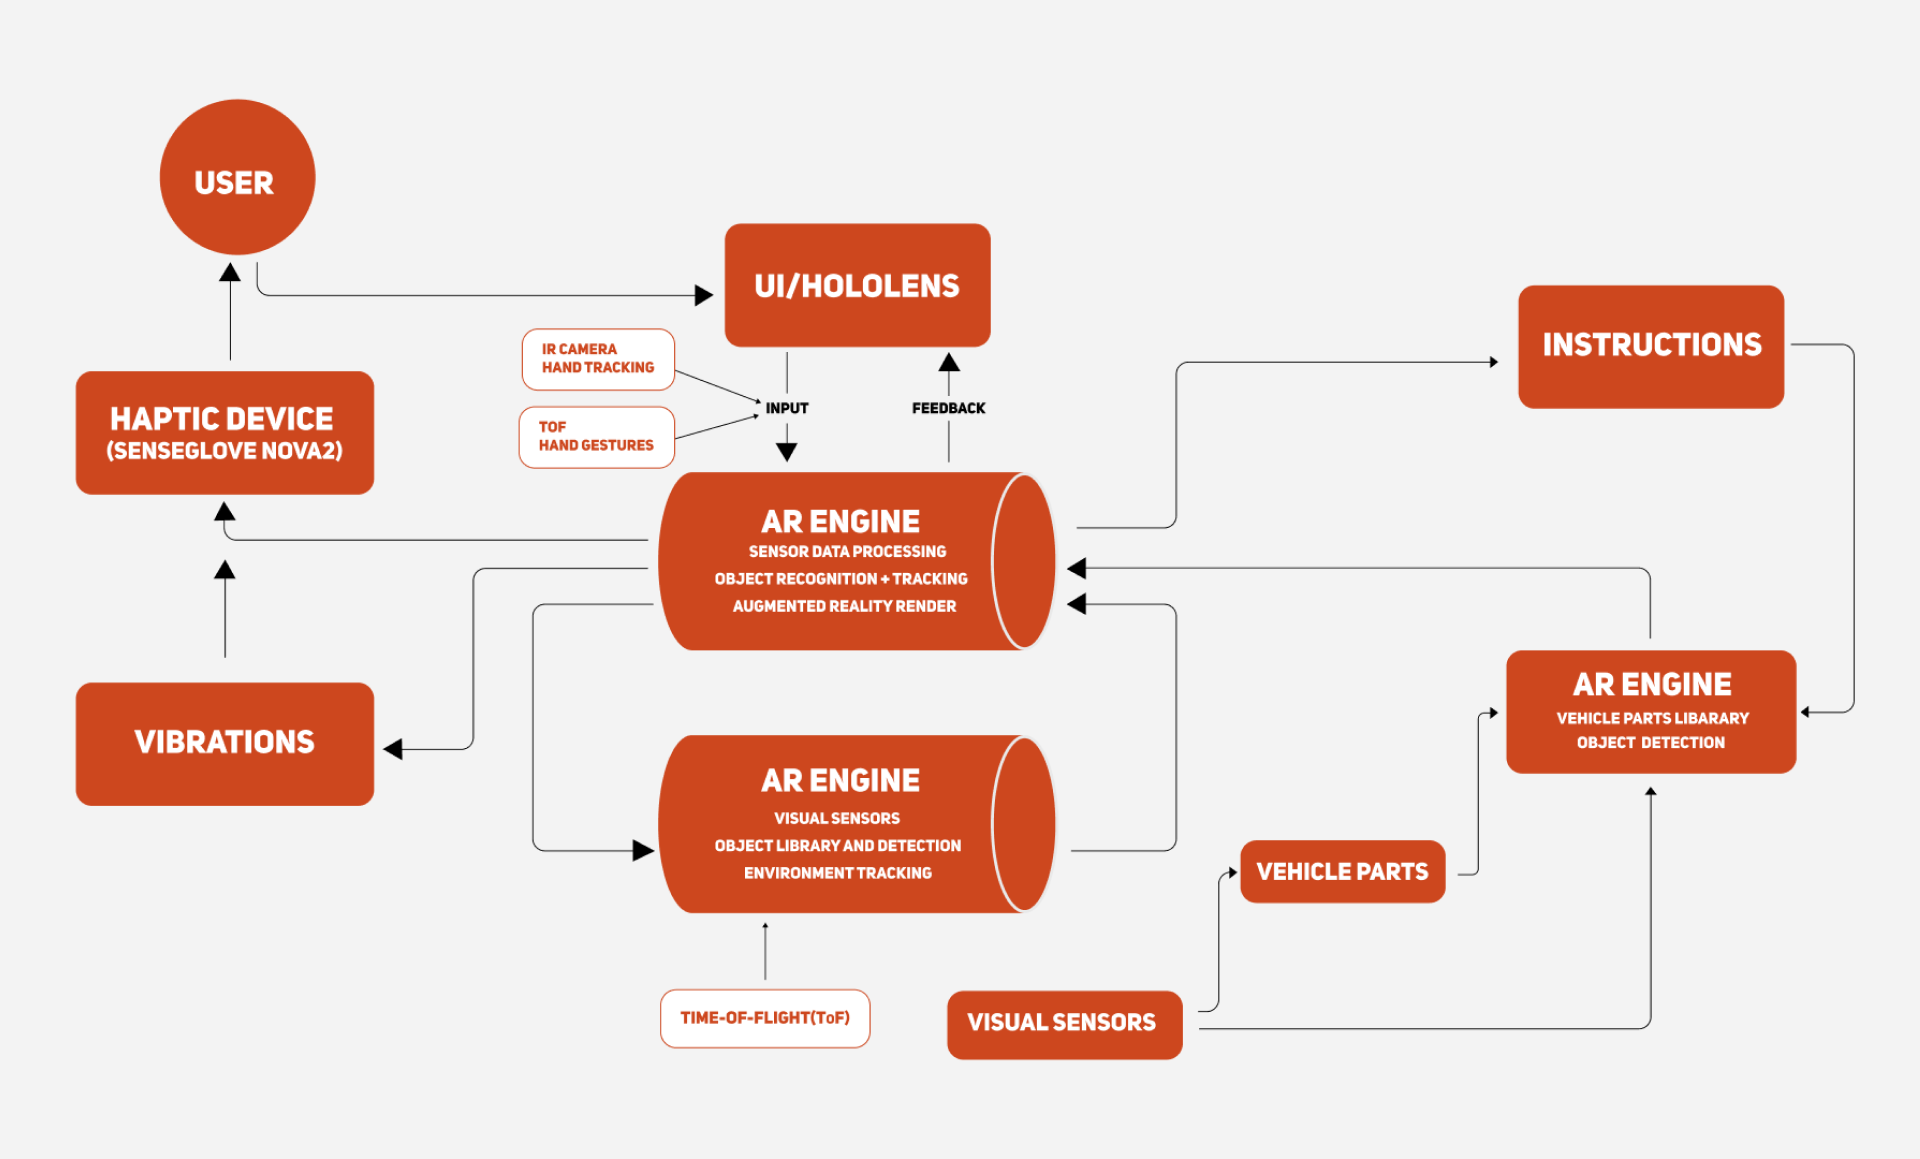 USER
UI/HOLOLENS
INSTRUCTIONS
IR CAMERA
HAND TRACKING
INPUT
FEEDBACK
TOF
HAND GESTURES
HAPTIC DEVICE
(SENSEGLOVE NOVA2)
AR ENGINE
SENSOR DATA PROCESSING
OBJECT RECOGNITION + TRACKING
AUGMENTED REALITY RENDER
VIBRATIONS
AR ENGINE
VEHICLE PARTS LIBARARY
OBJECT DETECTION
AR ENGINE
VISUAL SENSORS
OBJECT LIBRARY AND DETECTION
ENVIRONMENT TRACKING
VEHICLE PARTS
TIME-OF-FLIGHT(ToF)
VISUAL SENSORS